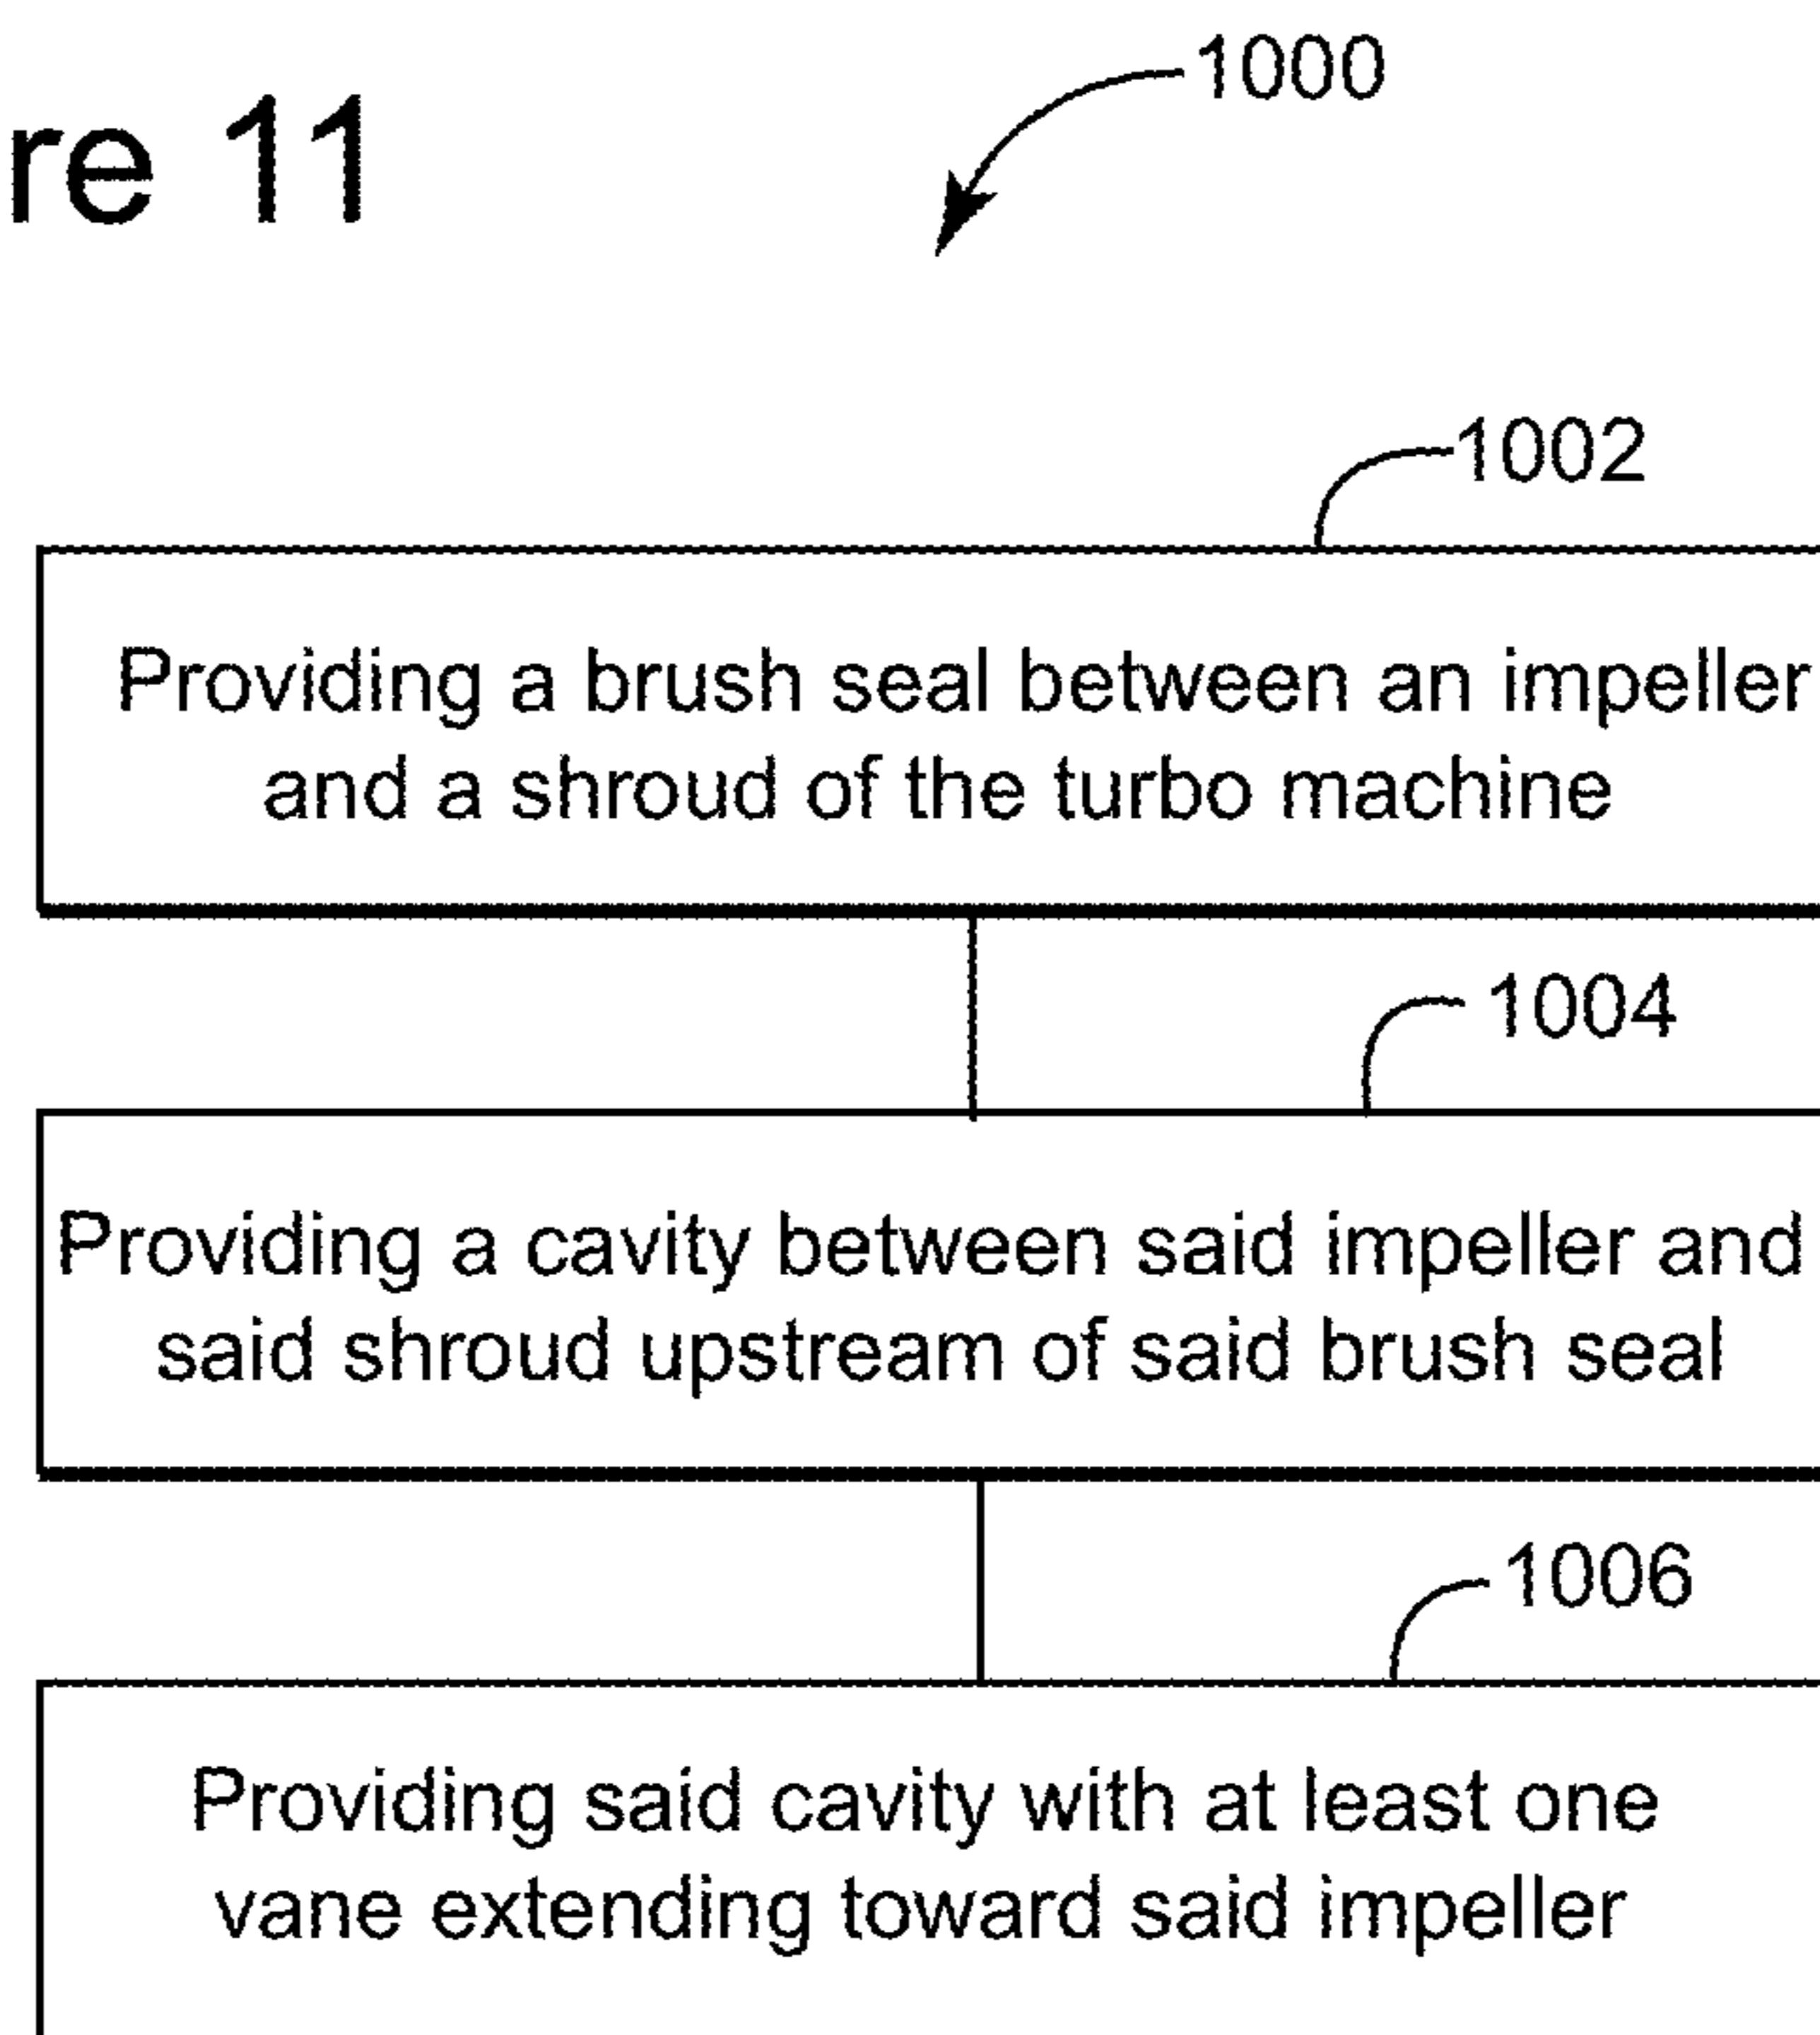 re 11
1000
1002
Providing a brush seal between an impeller
and a shroud of the turbo machine
1004
Providing a cavity between said impeller and
said shroud upstream of said brush seal
1006
Providing said cavity with at least one
vane extending toward said impeller